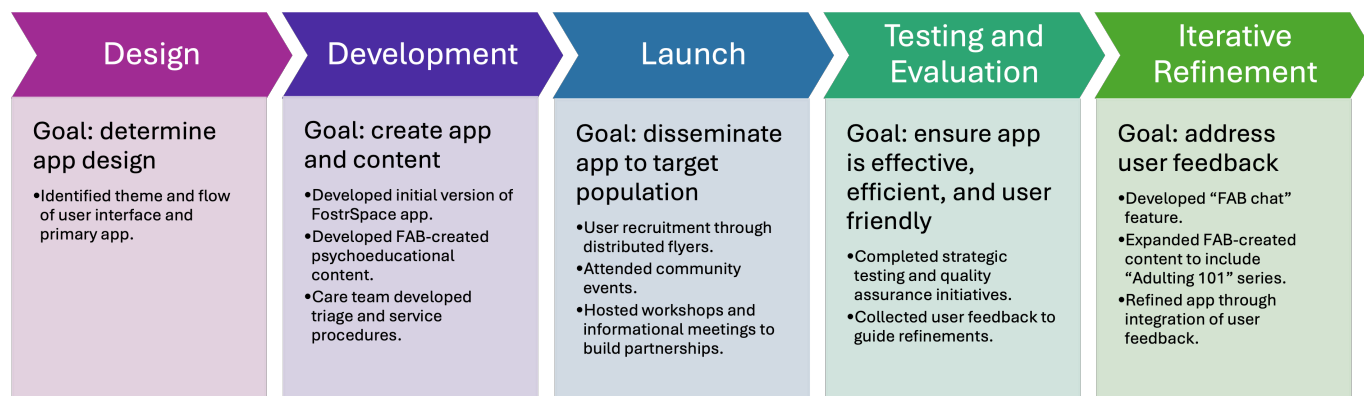 Design
Goal: determine
app design
•Identified theme and flow
of user interface and
primary app.
Development
Goal: create app
and content
•Developed initial version of
FostrSpace app.
•Developed FAB-created
psychoeducational
content.
•Care team developed
triage and service
procedures.
Launch
Goal: disseminate
app to target
population
•User recruitment through
distributed flyers.
•Attended community
events.
•Hosted workshops and
informational meetings to
build partnerships.
Testing and
Evaluation
Goal: ensure app
is effective,
efficient, and user
friendly
•Completed strategic
testing and quality
assurance initiatives.
•Collected user feedback to
guide refinements.
Iterative
Refinement
Goal: address
user feedback
•Developed “FAB chat”
feature.
•Expanded FAB-created
content to include
“Adulting 101” series.
•Refined app through
integration of user
feedback.